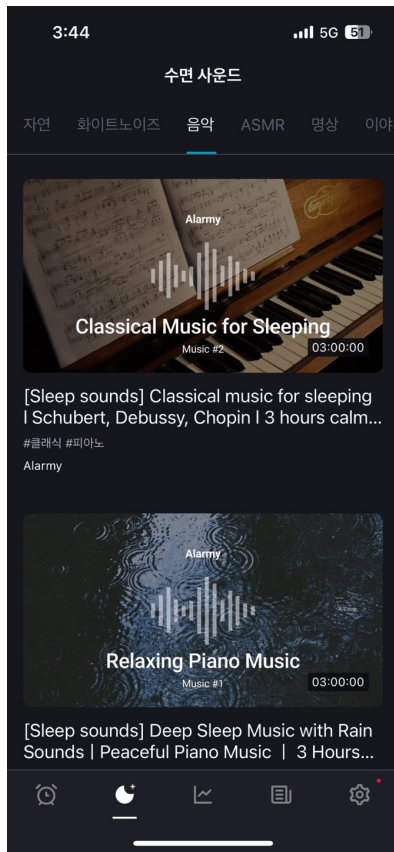 3:44
5G 51
수면 사운드
자연 화이트노이즈 음악 ASMR 명상 이야
Alarmy
Classical Music for Sleeping
Music #2
03:00:00
[Sleep sounds] Classical music for sleeping
l Schubert, Debussy, Chopin l 3 hours calm...
#클래식 #피아노
Alarmy
Alarmy
Relaxing Piano Music
Music #1
03:00:00
[Sleep sounds] Deep Sleep Music with Rain
Sounds | Peaceful Piano Music | 3 Hours...